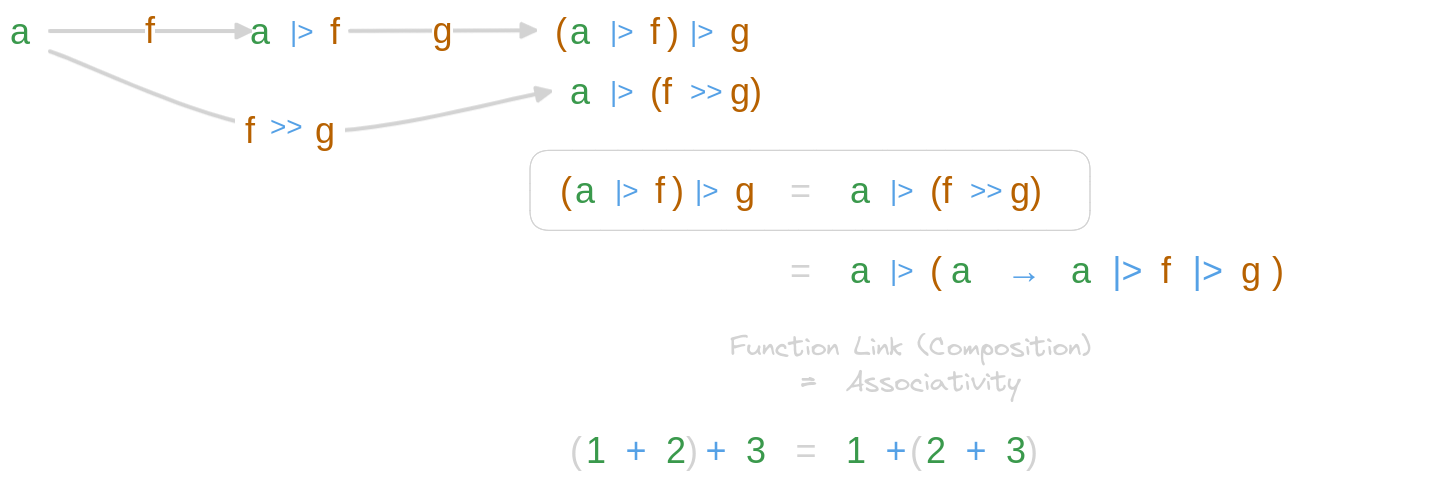 a f a |> f g (a |> f ) |> g
a |> (f >> g)
f >> g
(a |> f ) |> g = a |> (f >> g)
= a |> ( a → a |> f |> g )
Function Link (Composition)
= Associativity
(1 + 2) + 3 = 1 +(2 + 3)